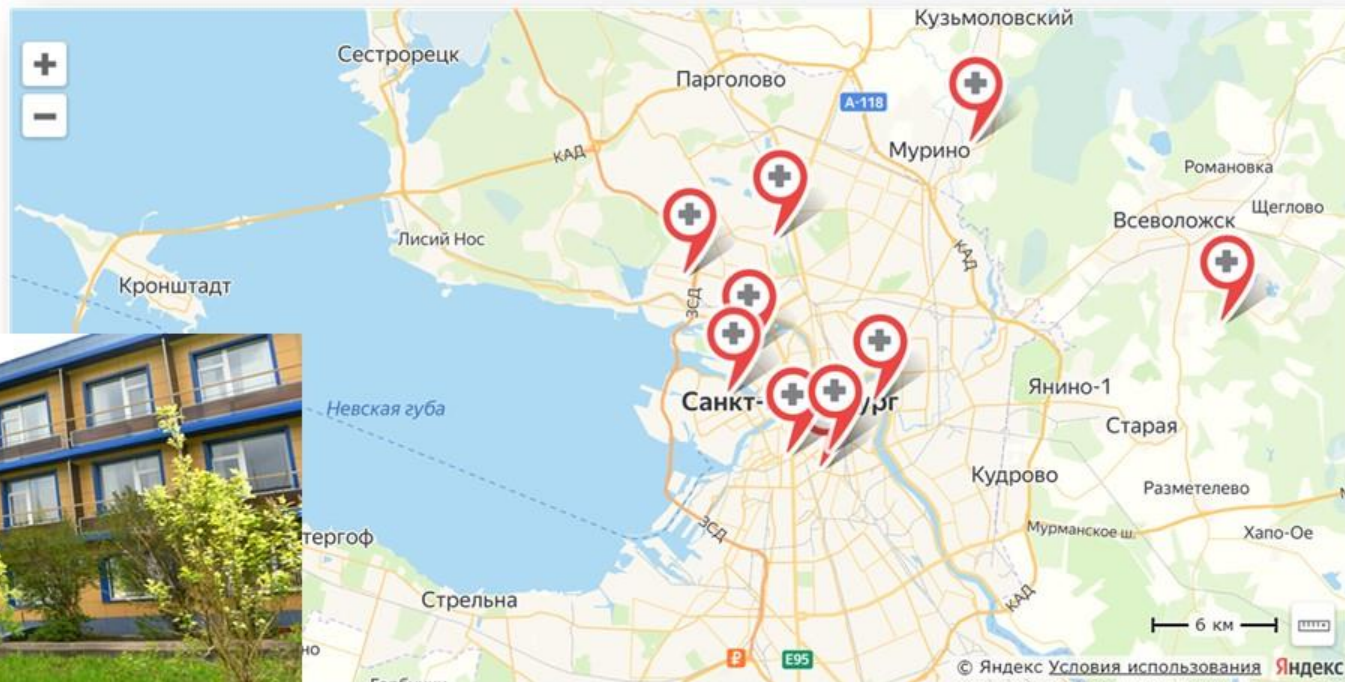 Кузьмоловский
Сестрорецк
Парголово
А-118
КАД
Мурино
Романовка
Всеволожск
Щеглово
Лисий Нос
КАД
Кронштадт
ЗСД
Янино-1
Невская губа
Санкт- ург
Старая
Кудрово
Разметелево
тергоф
ЗСД
Мурманское ш.
Хапо-Ое
Стрельна
КАД
6 км
но
₽
E95
© Яндекс Условия использования Яндекс